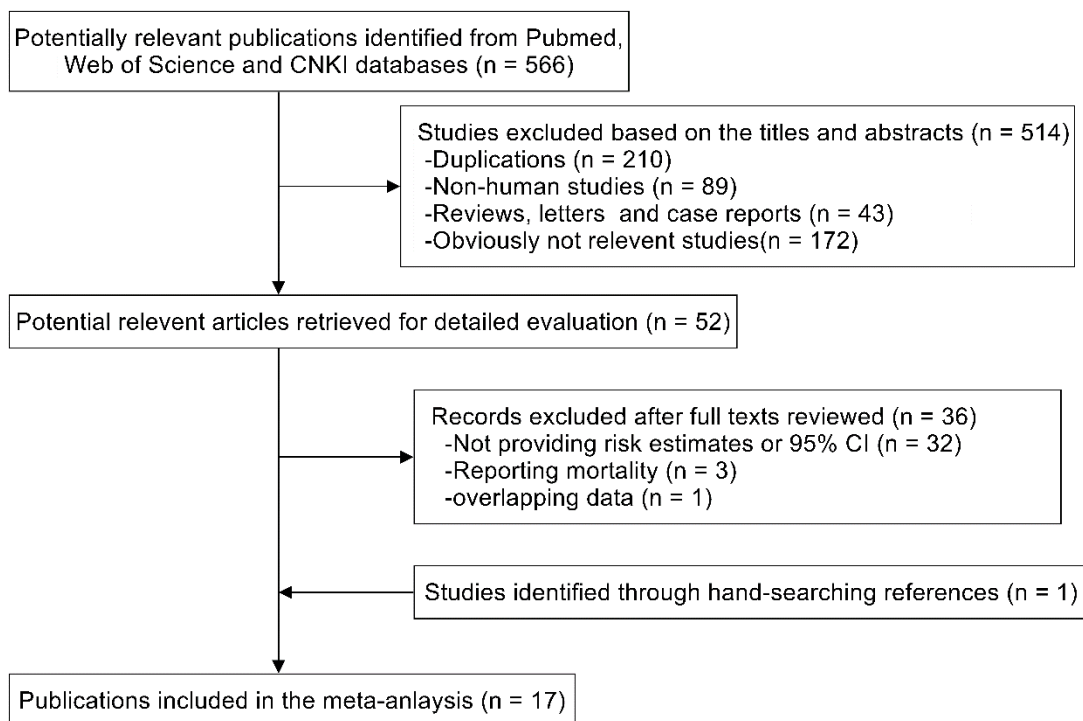 Potentially relevant publications identified from Pubmed,
Web of Science and CNKI databases (n = 566)
Studies excluded based on the titles and abstracts (n = 514)
-Duplications (n = 210)
-Non-human studies (n = 89)
-Reviews, letters and case reports (n = 43)
-Obviously not relevent studies(n = 172)
Potential relevent articles retrieved for detailed evaluation (n = 52)
Records excluded after full texts reviewed (n = 36)
-Not providing risk estimates or 95% CI (n = 32)
-Reporting mortality (n = 3)
-overlapping data (n = 1)
Studies identified through hand-searching references (n = 1)
Publications included in the meta-anlaysis (n = 17)